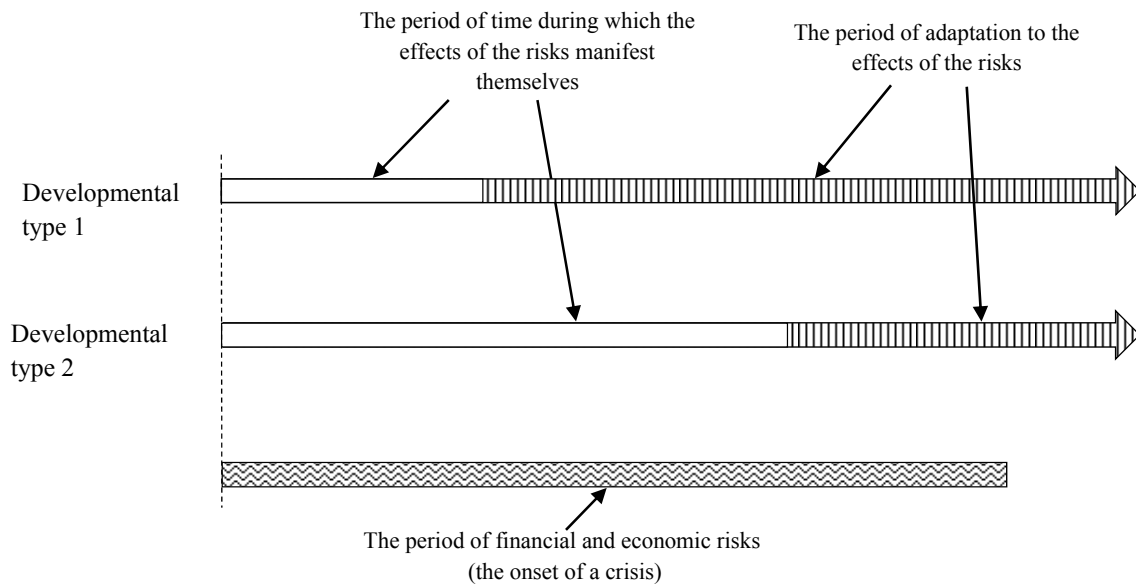 The period of time during which the
effects of the risks manifest
themselves
The period of adaptation to the
effects of the risks
Developmental
type 1
Developmental
type 2
The period of financial and economic risks
(the onset of a crisis)